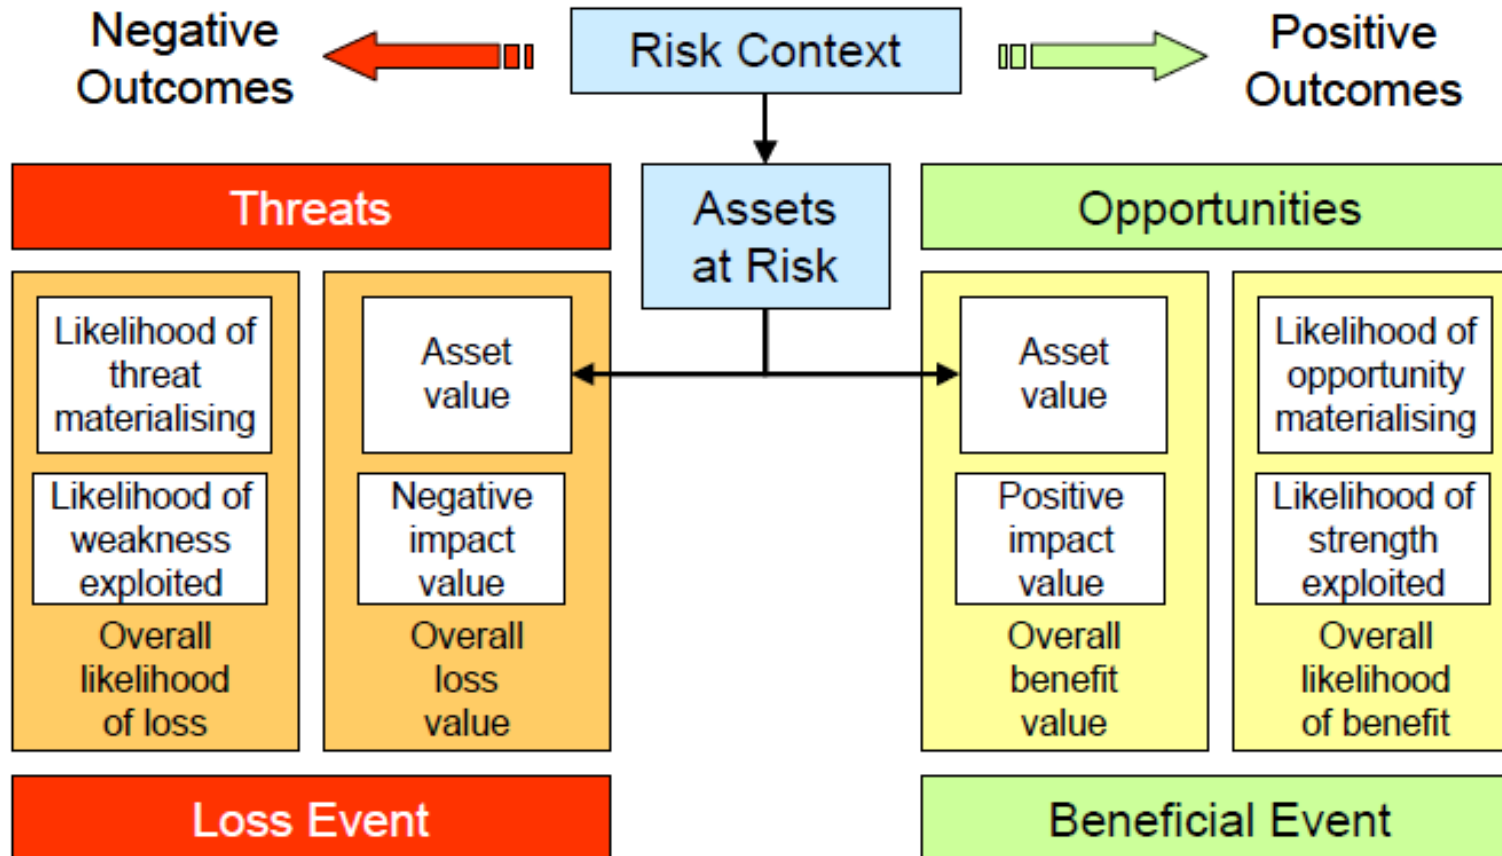 Negative
Outcomes
Risk Context
Positive
Outcomes
Threats
Assets
at Risk
Opportunities
Likelihood of
threat
materialising
Asset
value
Asset
value
Likelihood of
opportunity
materialising
Likelihood of
weakness
exploited
Negative
impact
value
Positive
impact
value
Likelihood of
strength
exploited
Overall
likelihood
of loss
Overall
loss
value
Overall
benefit
value
Overall
likelihood
of benefit
Loss Event
Beneficial Event